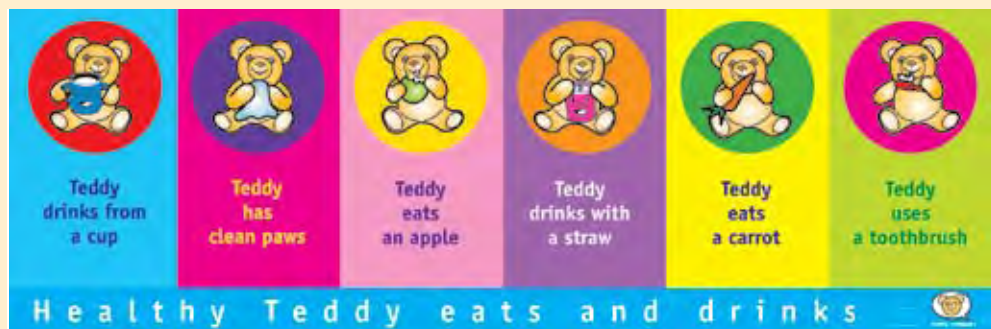 Teddy
drinks from
a cup
Teddy
has
clean paws
Teddy
eats
an apple
Teddy
drinks with
a straw
Teddy
eats
a carrot
Teddy
uses
a toothbrush
Healthy Teddy eats and drinks